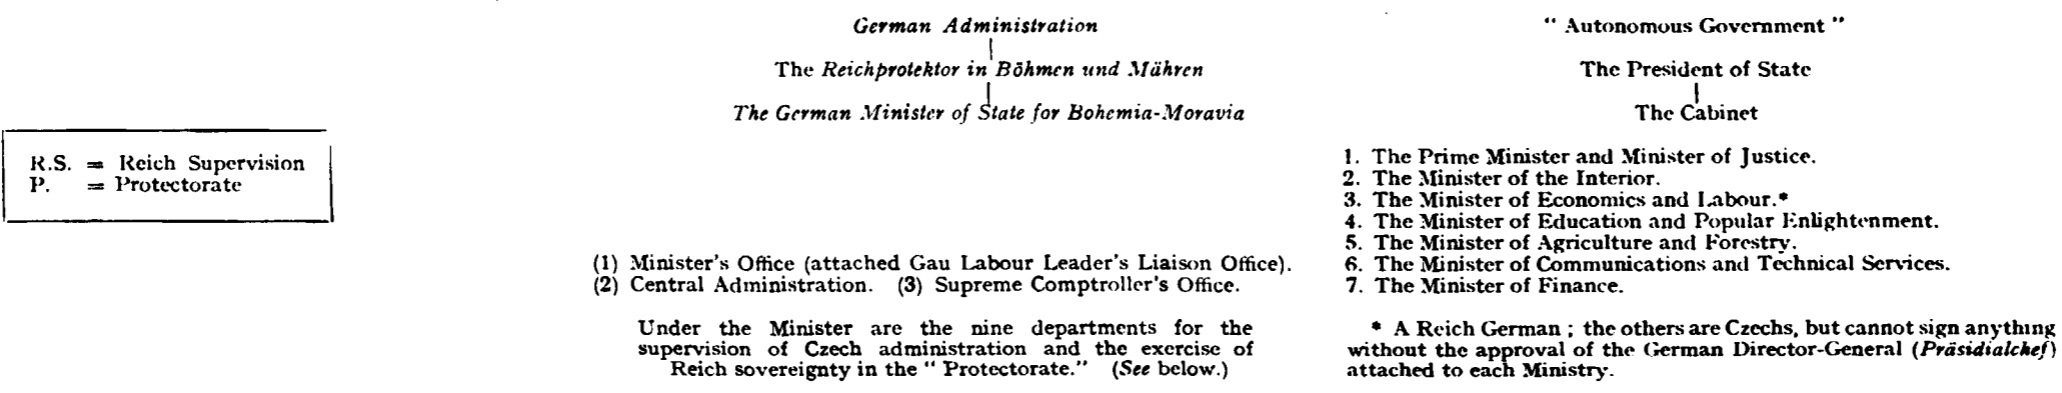 German Administration
The Reichprotektor in Böhmen und Mähren
The German Minister of State for Bohemia-Moravia
R.S. = Reich Supervision
P. = Protectorate
(1) Minister's Office (attached Gau Labour Leader's Liaison Office).
(2) Central Administration. (3) Supreme Comptroller's Office.
Under the Minister are the nine departments for the
supervision of Czech administration and the exercise of
Reich sovereignty in the " Protectorate." (See below.)
" Autonomous Government "
The President of State
The Cabinet
1. The Prime Minister and Minister of Justice.
2. The Minister of the Interior.
3. The Minister of Economics and Labour.*
4. The Minister of Education and Popular Enlightenment.
5. The Minister of Agriculture and Forestry.
6. The Minister of Communications and Technical Services.
7. The Minister of Finance.
* A Reich German ; the others are Czechs, but cannot sign anything
without the approval of the German Director-General (Präsidialchef)
attached to each Ministry.